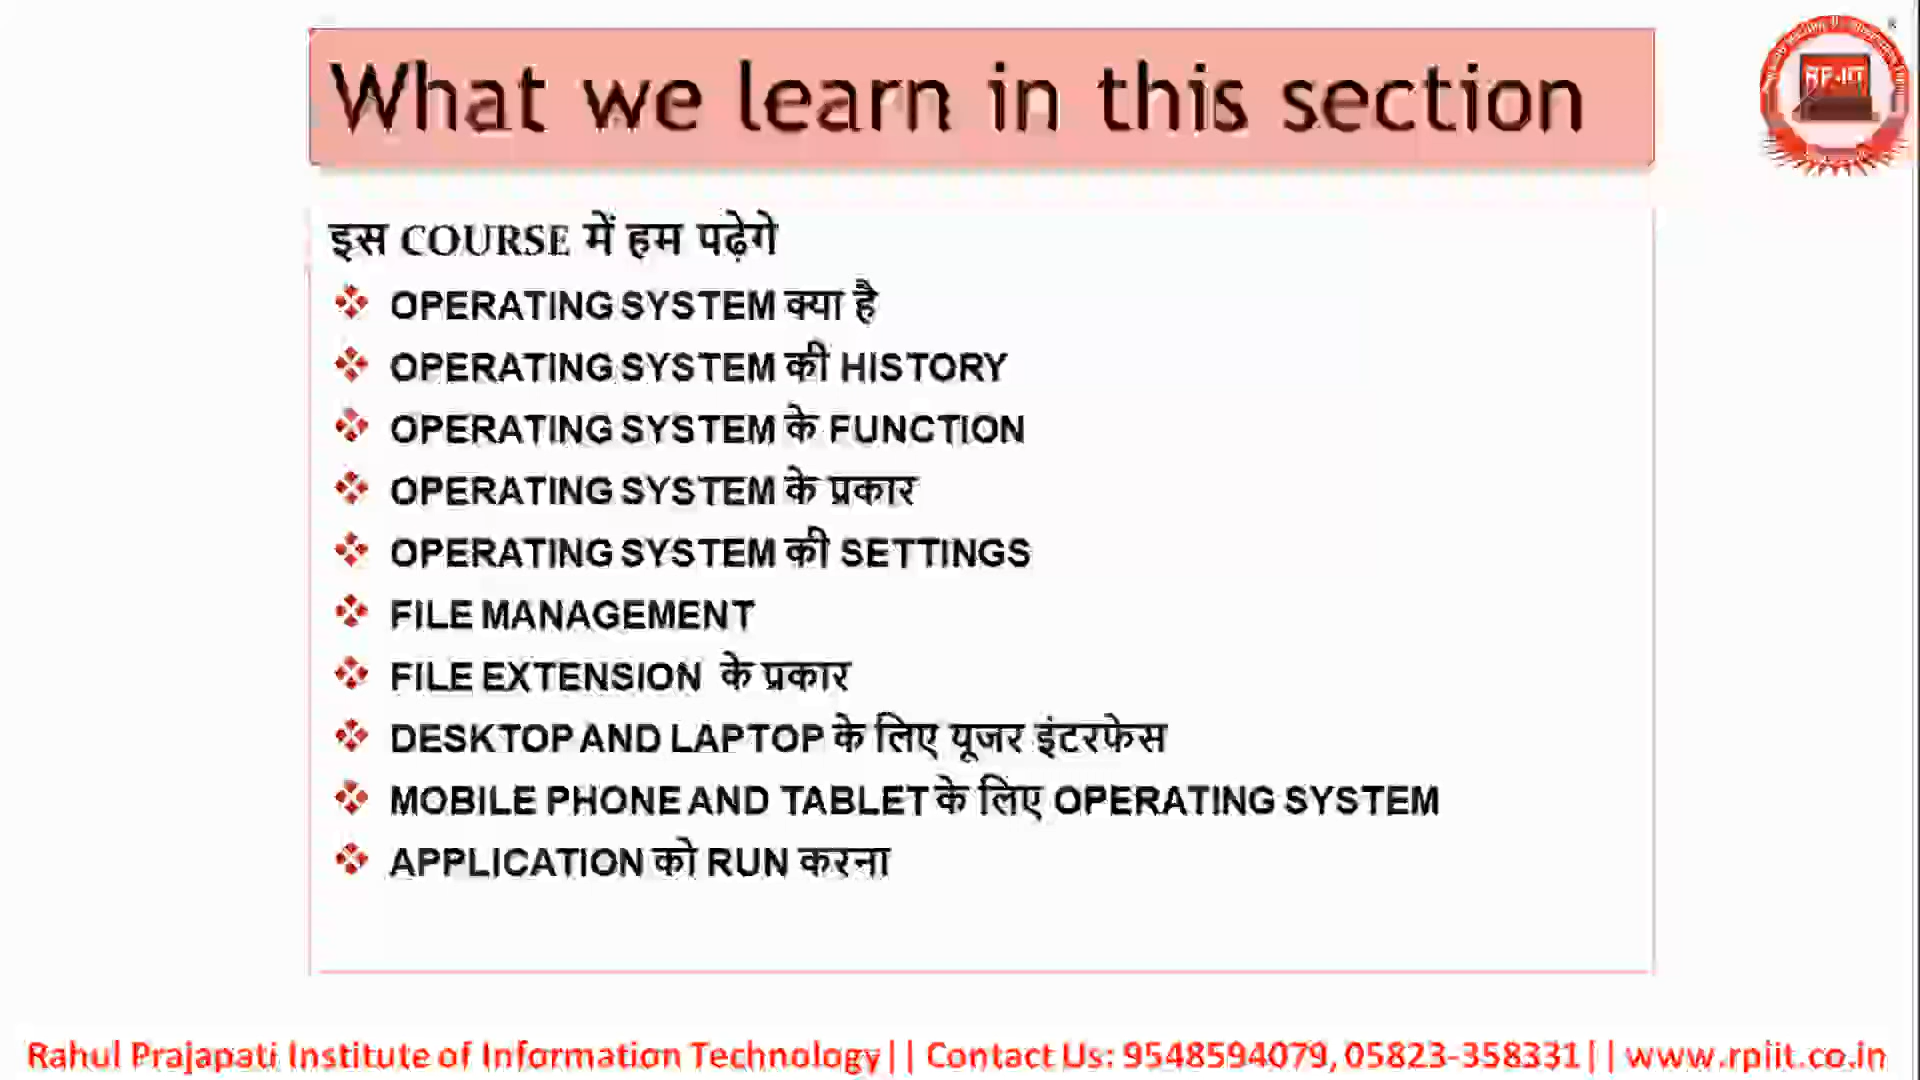 What we learn in this section
RP-IIT
इस COURSE में हम पढ़ेगे
OPERATING SYSTEM क्या है
OPERATING SYSTEM की HISTORY
OPERATING SYSTEM के FUNCTION
OPERATING SYSTEM के प्रकार
OPERATING SYSTEM की SETTINGS
FILE MANAGEMENT
FILE EXTENSION के प्रकार
DESKTOP AND LAPTOP के लिए यूजर इंटरफेस
MOBILE PHONE AND TABLET के लिए OPERATING SYSTEM
APPLICATION को RUN करना
Rahul Prajapati Institute of Information Technology|| Contact Us: 9548594079, 05823-358331|| www.rpiit.co.in